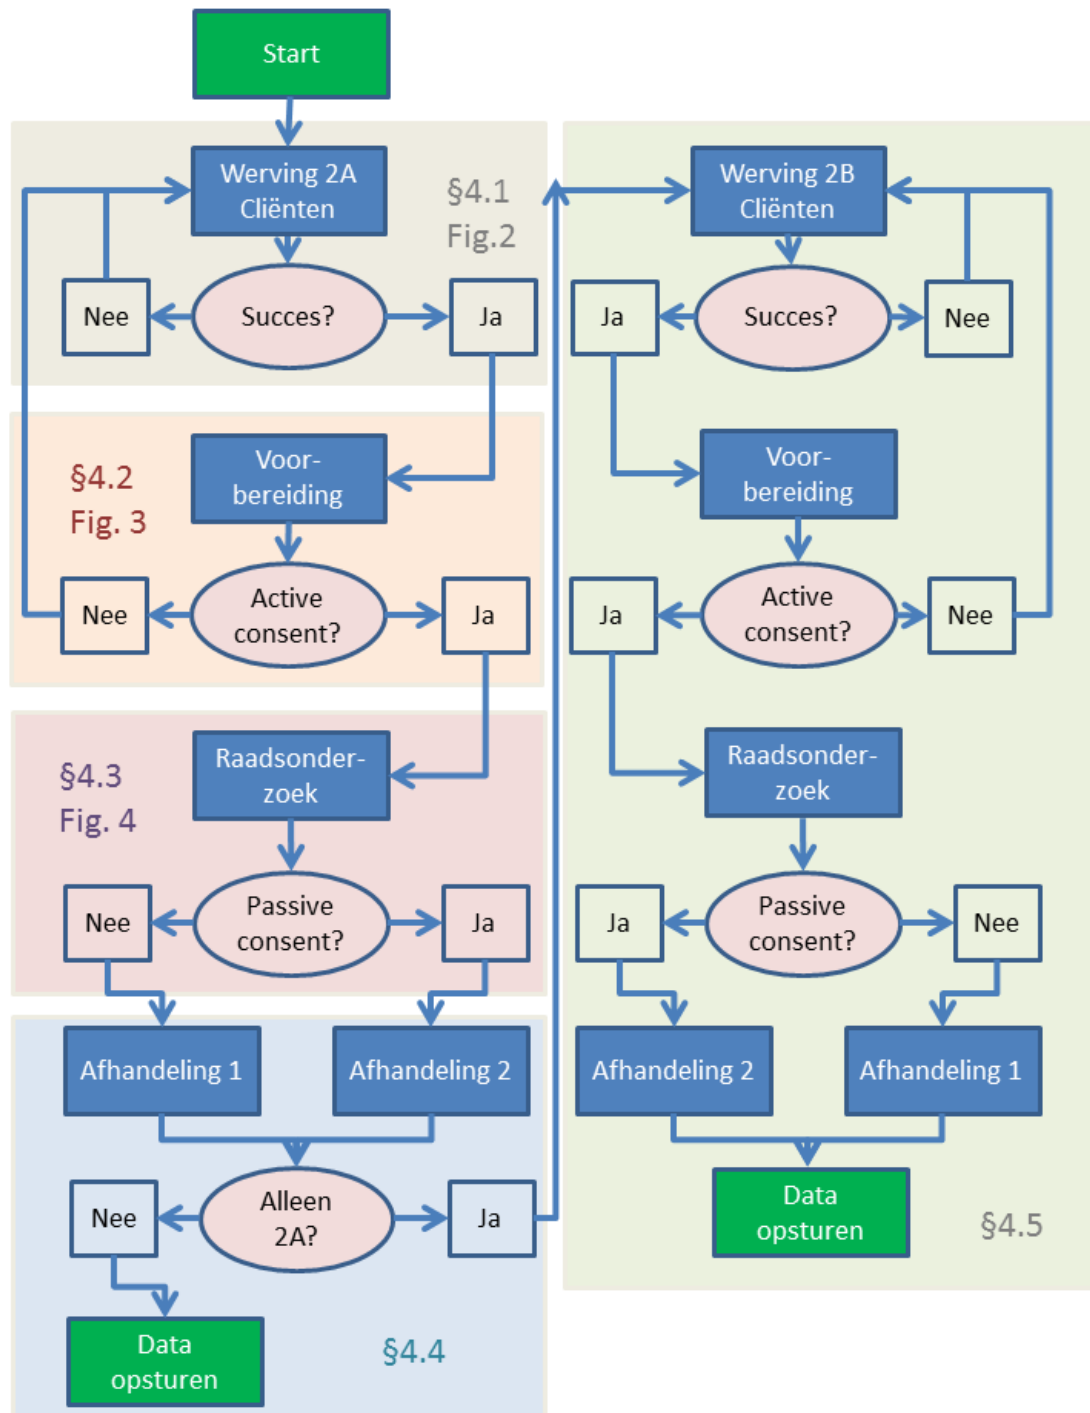 Start
Werving 2A
Cliënten
§4.1
Fig.2
Nee
Succes?
Ja
§4.2
Fig. 3
Voor-
bereiding
Nee
Active
consent?
Ja
§4.3
Fig. 4
Raadsonder-
zoek
Nee
Passive
consent?
Ja
Afhandeling 1
Afhandeling 2
Nee
Alleen
2A?
Ja
Data
opsturen
§4.4
Werving 2B
Cliënten
Ja
Succes?
Nee
Voor-
bereiding
Ja
Active
consent?
Nee
Raadsonder-
zoek
Ja
Passive
consent?
Nee
Afhandeling 2
Afhandeling 1
Data
opsturen
§4.5